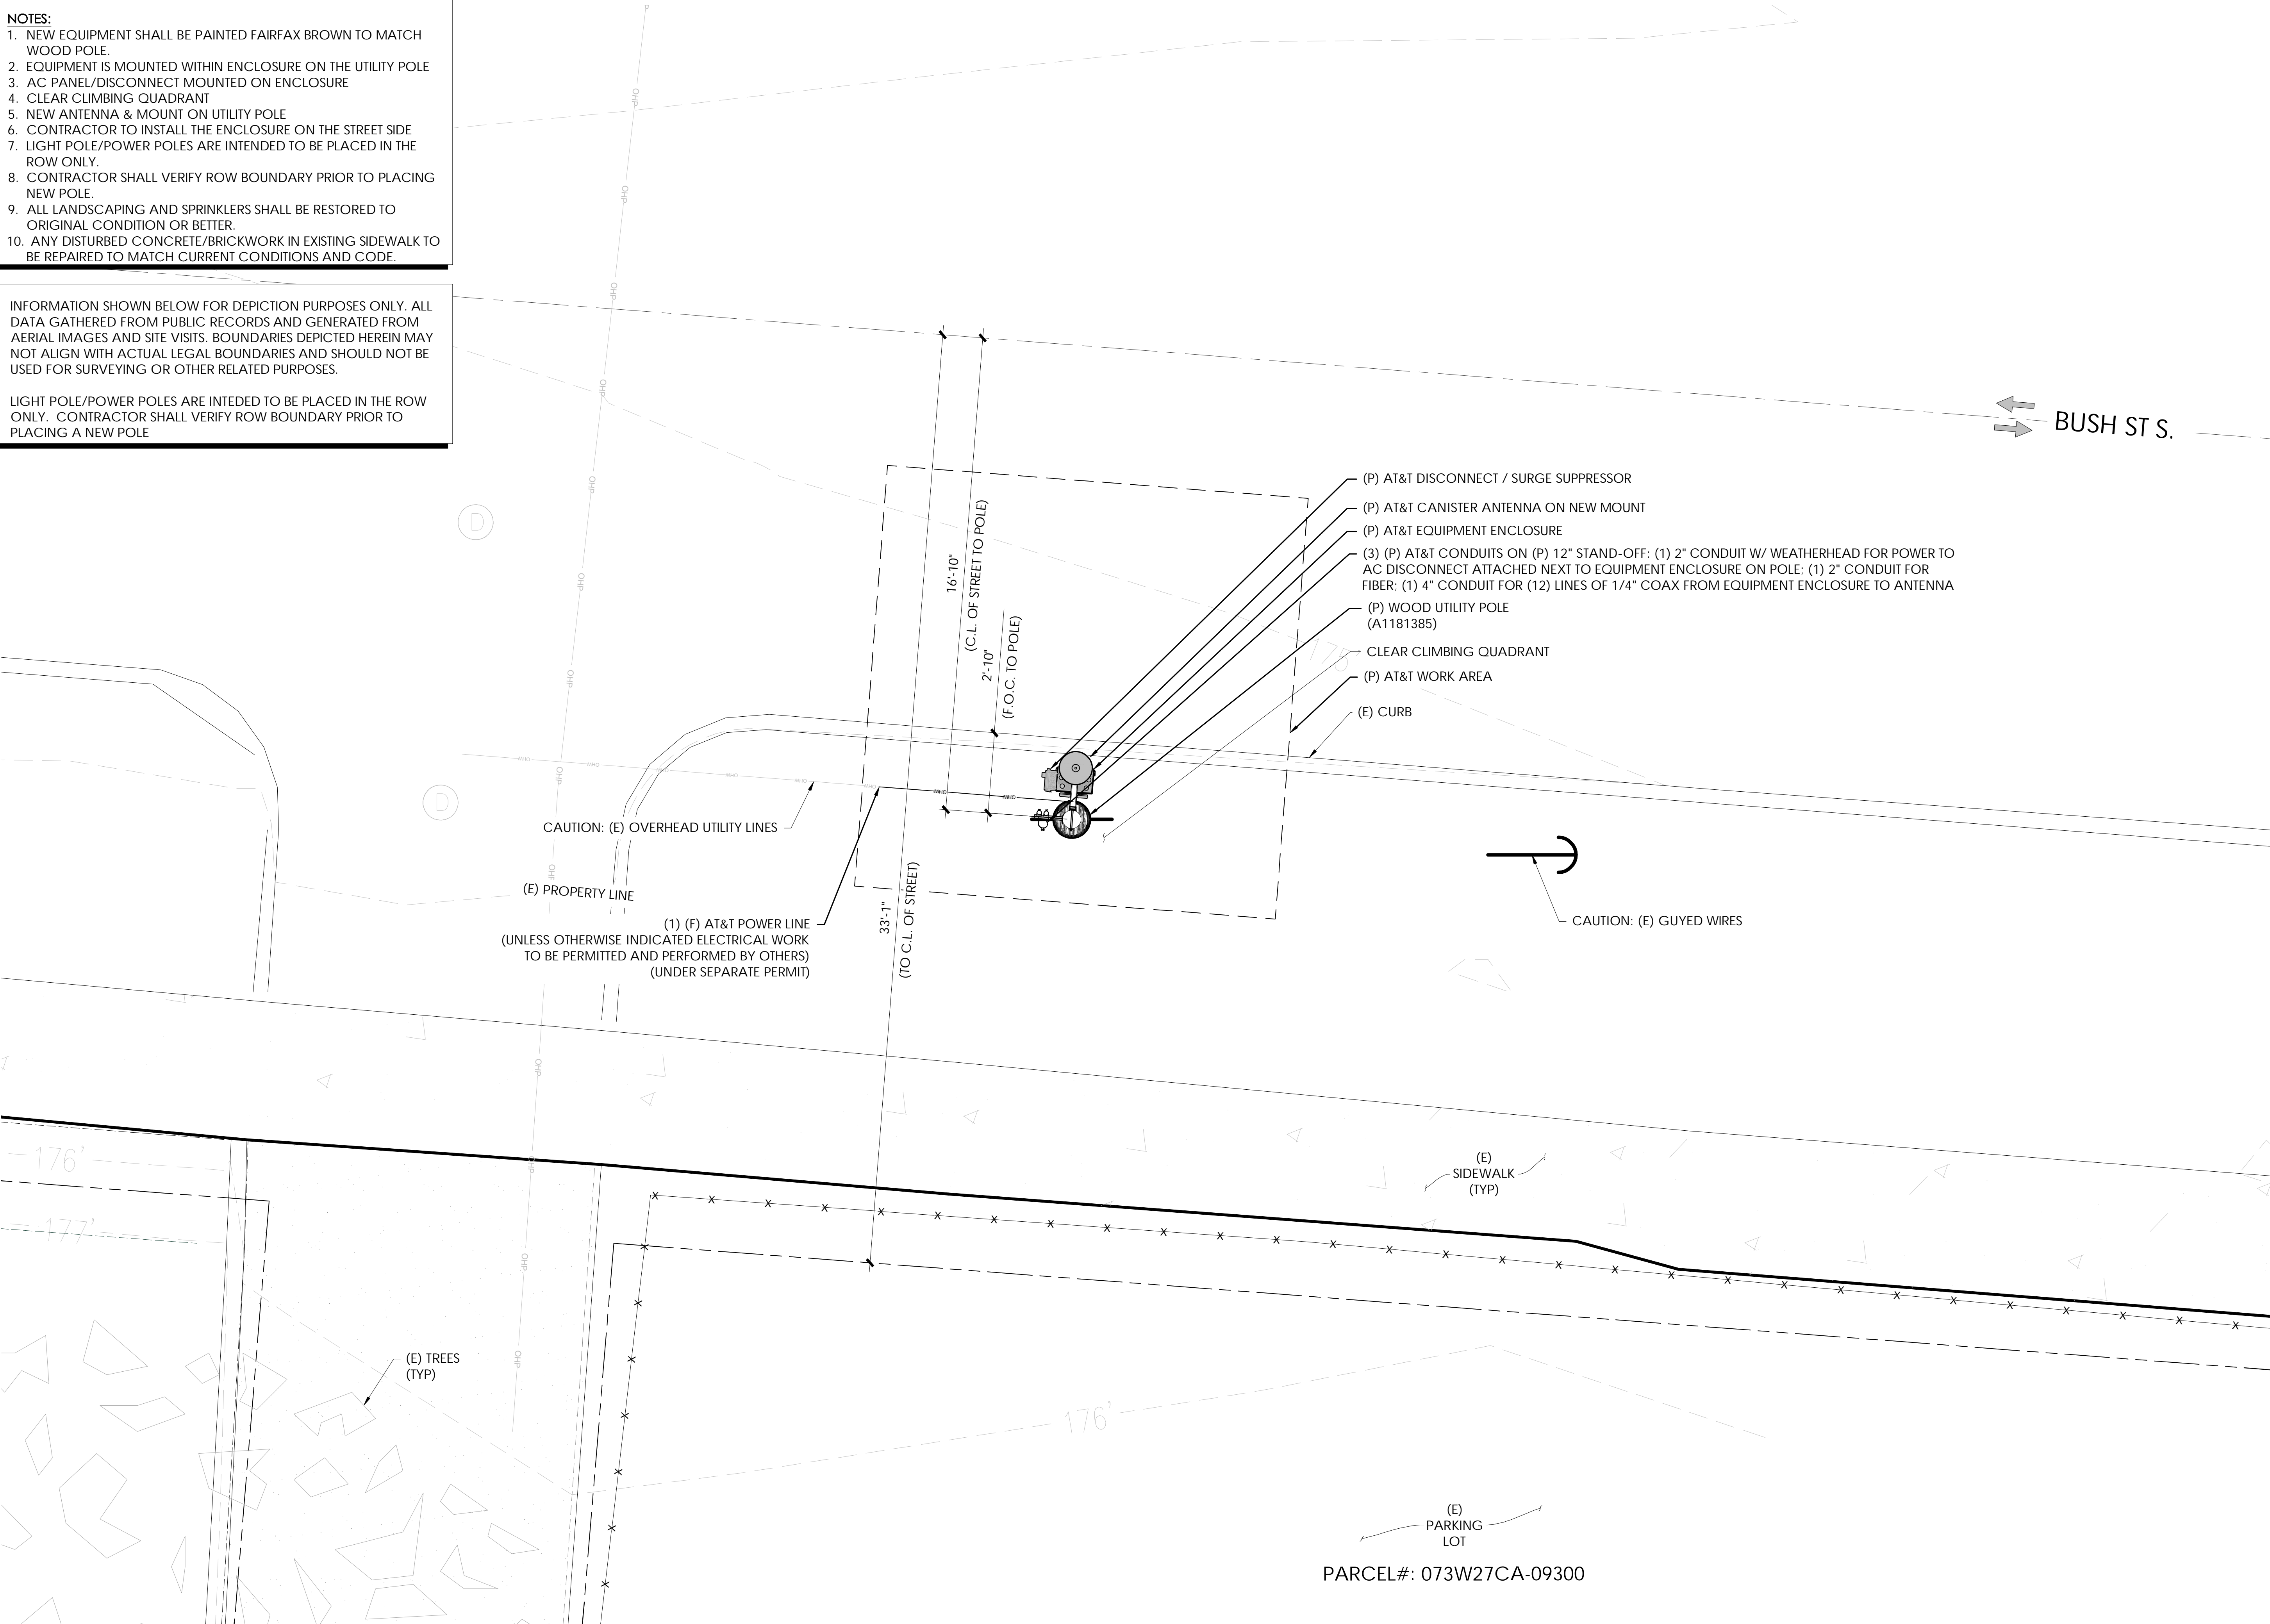 NOTES:
1. NEW EQUIPMENT SHALL BE PAINTED FAIRFAX BROWN TO MATCH
WOOD POLE.
2. EQUIPMENT IS MOUNTED WITHIN ENCLOSURE ON THE UTILITY POLE
3. AC PANEL/DISCONNECT MOUNTED ON ENCLOSURE
4. CLEAR CLIMBING QUADRANT
5. NEW ANTENNA & MOUNT ON UTILITY POLE
6. CONTRACTOR TO INSTALL THE ENCLOSURE ON THE STREET SIDE
7. LIGHT POLE/POWER POLES ARE INTENDED TO BE PLACED IN THE
ROW ONLY.
8. CONTRACTOR SHALL VERIFY ROW BOUNDARY PRIOR TO PLACING
NEW POLE.
9. ALL LANDSCAPING AND SPRINKLERS SHALL BE RESTORED TO
ORIGINAL CONDITION OR BETTER.
10. ANY DISTURBED CONCRETE/BRICKWORK IN EXISTING SIDEWALK TO
BE REPAIRED TO MATCH CURRENT CONDITIONS AND CODE.
INFORMATION SHOWN BELOW FOR DEPICTION PURPOSES ONLY. ALL
DATA GATHERED FROM PUBLIC RECORDS AND GENERATED FROM
AERIAL IMAGES AND SITE VISITS. BOUNDARIES DEPICTED HEREIN MAY
NOT ALIGN WITH ACTUAL LEGAL BOUNDARIES AND SHOULD NOT BE
USED FOR SURVEYING OR OTHER RELATED PURPOSES.
LIGHT POLE/POWER POLES ARE INTEDED TO BE PLACED IN THE ROW
ONLY. CONTRACTOR SHALL VERIFY ROW BOUNDARY PRIOR TO
PLACING A NEW POLE
OHP
OHP
OHP
OHP
OHP
OHP
OHP
OHP
OHP
OHP
OHP
OHP
OHP
BUSH ST S.
(P) AT&T DISCONNECT / SURGE SUPPRESSOR
(P) AT&T CANISTER ANTENNA ON NEW MOUNT
(P) AT&T EQUIPMENT ENCLOSURE
(3) (P) AT&T CONDUITS ON (P) 12" STAND-OFF: (1) 2" CONDUIT W/ WEATHERHEAD FOR POWER TO
AC DISCONNECT ATTACHED NEXT TO EQUIPMENT ENCLOSURE ON POLE; (1) 2" CONDUIT FOR
FIBER; (1) 4" CONDUIT FOR (12) LINES OF 1/4" COAX FROM EQUIPMENT ENCLOSURE TO ANTENNA
(P) WOOD UTILITY POLE
(A1181385)
CLEAR CLIMBING QUADRANT
(P) AT&T WORK AREA
(E) CURB
16'-10"
(C.L. OF STREET TO POLE)
2'-10"
(F.O.C. TO POLE)
33'-1"
(TO C.L. OF STREET)
D
D
175'
CAUTION: (E) OVERHEAD UTILITY LINES
(E) PROPERTY LINE
(1) (F) AT&T POWER LINE
(UNLESS OTHERWISE INDICATED ELECTRICAL WORK
TO BE PERMITTED AND PERFORMED BY OTHERS)
(UNDER SEPARATE PERMIT)
CAUTION: (E) GUYED WIRES
(E)
SIDEWALK
(TYP)
176'
177'
(E) TREES
(TYP)
176'
(E)
PARKING
LOT
PARCEL#: 073W27CA-09300